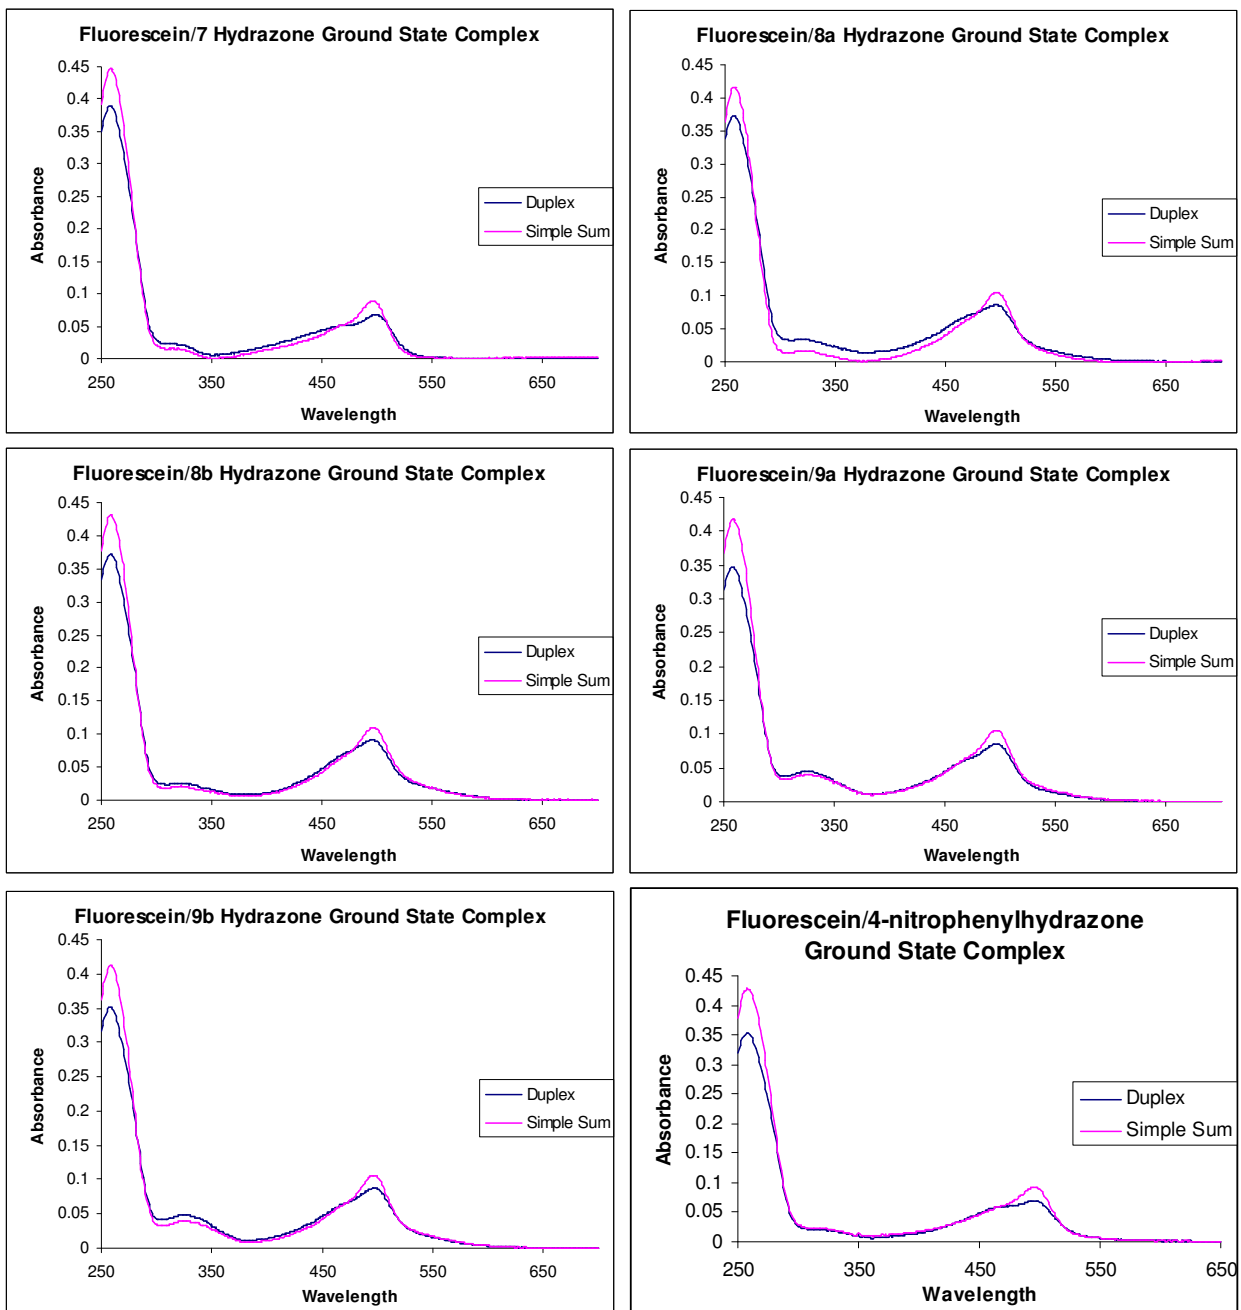 Fluorescein/7 Hydrazone Ground State Complex
0.45
0.4
0.35
0.3
0.25
0.2
0.15
0.1
0.05
0
Absorbance
Duplex
Simple Sum
250 350 450 550 650
Wavelength
Fluorescein/8a Hydrazone Ground State Complex
0.45
0.4
0.35
0.3
0.25
0.2
0.15
0.1
0.05
0
Absorbance
Duplex
Simple Sum
250 350 450 550 650
Wavelength
Fluorescein/8b Hydrazone Ground State Complex
0.45
0.4
0.35
0.3
0.25
0.2
0.15
0.1
0.05
0
Absorbance
Duplex
Simple Sum
250 350 450 550 650
Wavelength
Fluorescein/9a Hydrazone Ground State Complex
0.45
0.4
0.35
0.3
0.25
0.2
0.15
0.1
0.05
0
Absorbance
Duplex
Simple Sum
250 350 450 550 650
Wavelength
Fluorescein/9b Hydrazone Ground State Complex
0.45
0.4
0.35
0.3
0.25
0.2
0.15
0.1
0.05
0
Absorbance
Duplex
Simple Sum
250 350 450 550 650
Wavelength
Fluorescein/4-nitrophenylhydrazone
Ground State Complex
0.45
0.4
0.35
0.3
0.25
0.2
0.15
0.1
0.05
0
Absorbance
Duplex
Simple Sum
250 350 450 550 650
Wavelength